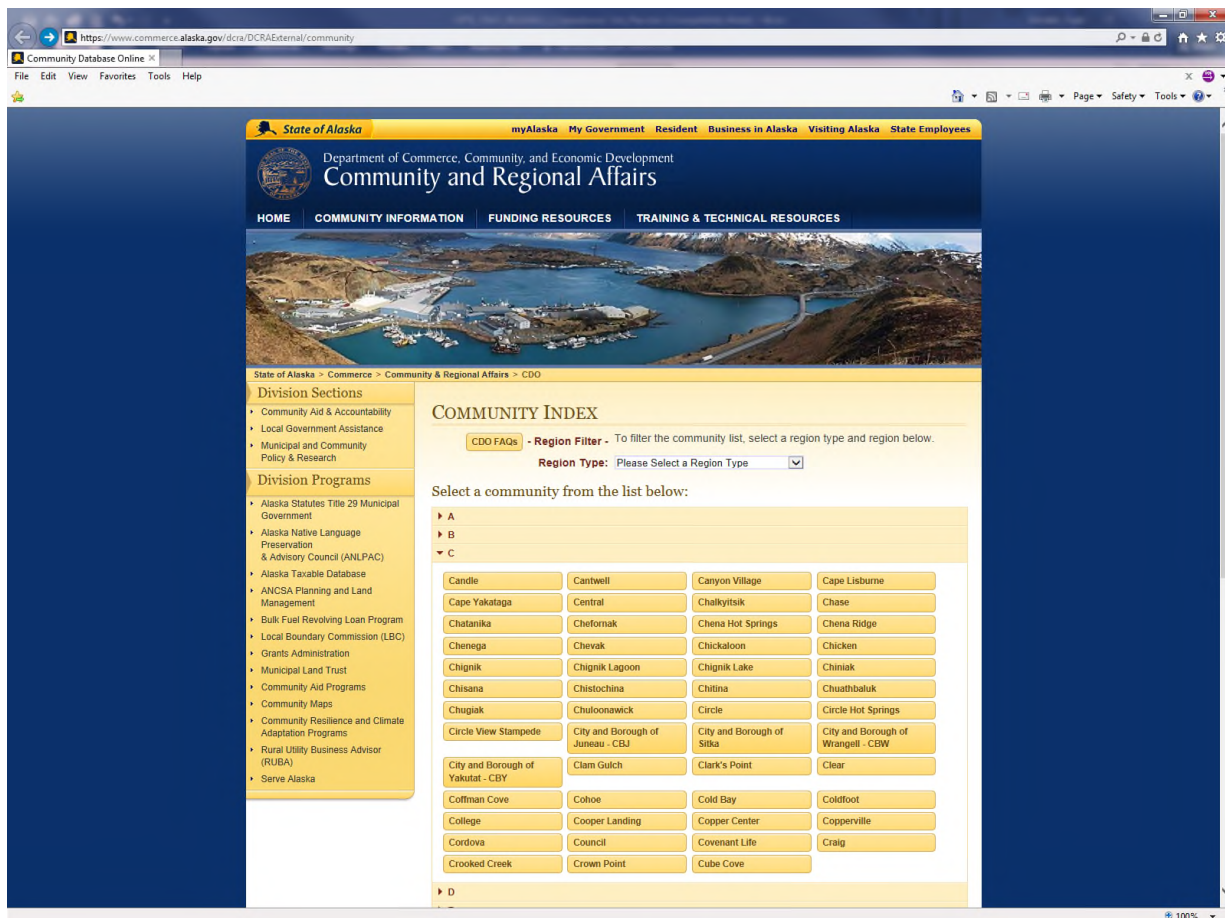 https://www.commerce.alaska.gov/dcra/DCRAExternal/community
Community Database Online
File Edit View Favorites Tools Help
Page Safety Tools
State of Alaska
myAlaska My Government Resident Business in Alaska Visiting Alaska State Employees
Department of Commerce, Community, and Economic Development
Community and Regional Affairs
HOME COMMUNITY INFORMATION FUNDING RESOURCES TRAINING & TECHNICAL RESOURCES
State of Alaska > Commerce > Community & Regional Affairs > CDO
Division Sections
Community Aid & Accountability
Local Government Assistance
Municipal and Community
Policy & Research
Division Programs
Alaska Statutes Title 29 Municipal
Government
Alaska Native Language
Preservation
& Advisory Council (ANLPAC)
Alaska Taxable Database
ANCSA Planning and Land
Management
Bulk Fuel Revolving Loan Program
Local Boundary Commission (LBC)
Grants Administration
Municipal Land Trust
Community Aid Programs
Community Maps
Community Resilience and Climate
Adaptation Programs
Rural Utility Business Advisor
(RUBA)
Serve Alaska
COMMUNITY INDEX
CDO FAQs - Region Filter - To filter the community list, select a region type and region below.
Region Type: Please Select a Region Type
Select a community from the list below:
A
B
C
Candle Cantwell Canyon Village Cape Lisburne
Cape Yakataga Central Chalkyitsik Chase
Chatanika Chefornak Chena Hot Springs Chena Ridge
Chenega Chevak Chickaloon Chicken
Chignik Chignik Lagoon Chignik Lake Chiniak
Chisana Chistochina Chitina Chuathbaluk
Chugiak Chuloonawick Circle Circle Hot Springs
Circle View Stampede City and Borough of City and Borough of City and Borough of
Juneau - CBJ Sitka Wrangell - CBW
City and Borough of Clam Gulch Clark's Point Clear
Yakutat - CBY
Coffman Cove Cohoe Cold Bay Coldfoot
College Cooper Landing Copper Center Copperville
Cordova Council Covenant Life Craig
Crooked Creek Crown Point Cube Cove
D
100%